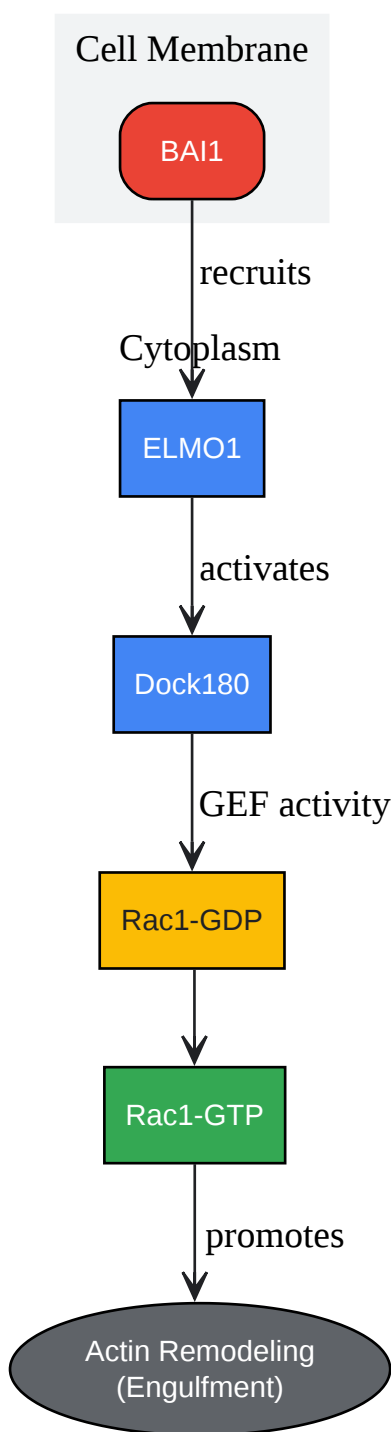 Cell Membrane
BAI1
recruits
Cytoplasm
ELMO1
activates
Dock180
GEF activity
Rac1-GDP
Rac1-GTP
promotes
Actin Remodeling
(Engulfment)